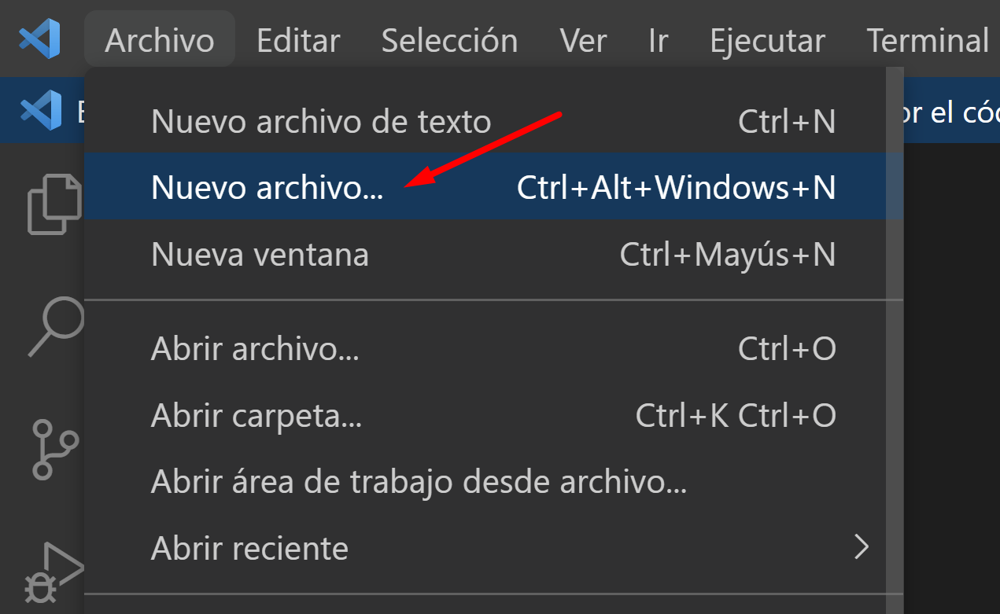 Archivo Editar Selección Ver Ir Ejecutar Terminal
or el
Nuevo archivo de texto Ctrl+N
Nuevo archivo... Ctrl+Alt+Windows+N
Nueva ventana Ctrl+Mayús+N
Abrir archivo... Ctrl+O
Abrir carpeta... Ctrl+K Ctrl+O
Abrir área de trabajo desde archivo...
Abrir reciente